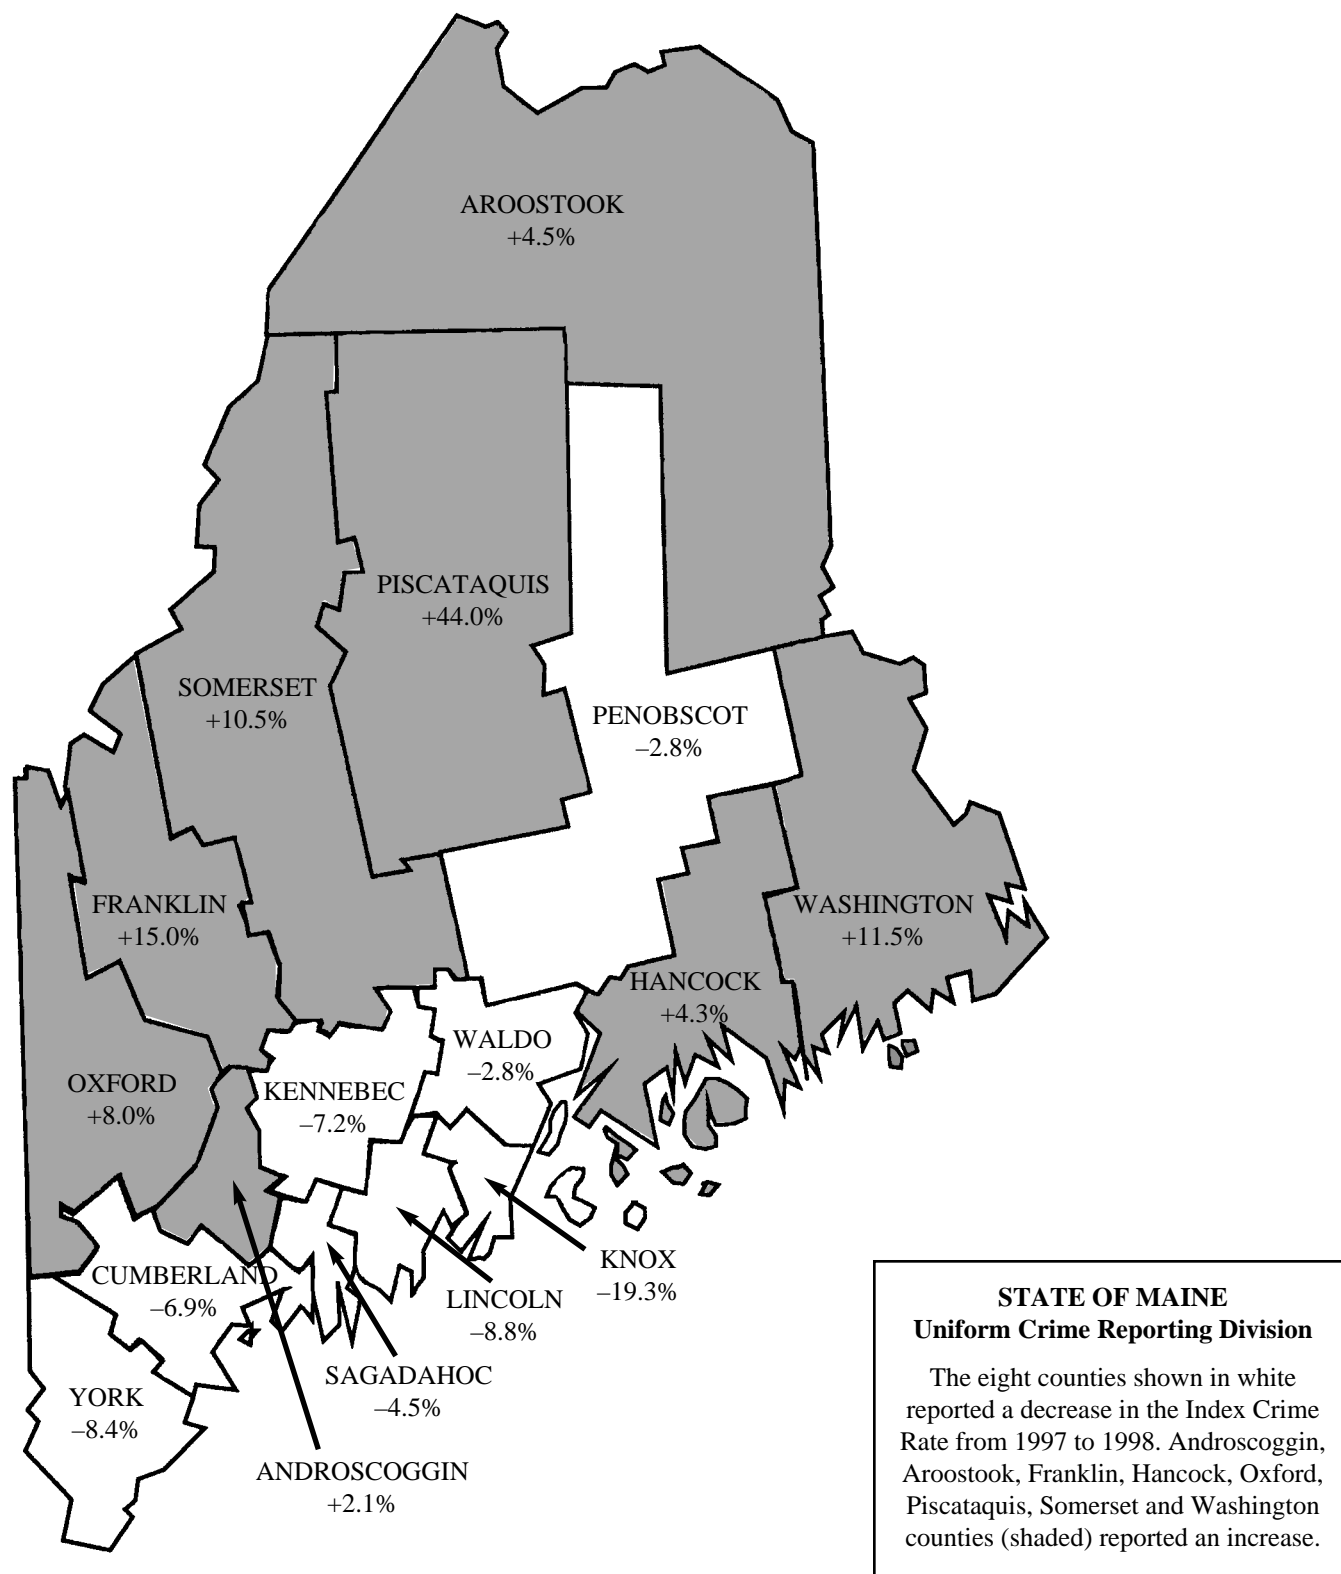 AROOSTOOK
+4.5%
PISCATAQUIS
+44.0%
SOMERSET
+10.5%
PENOBSCOT
–2.8%
FRANKLIN
+15.0%
WASHINGTON
+11.5%
HANCOCK
+4.3%
WALDO
–2.8%
OXFORD
+8.0%
KENNEBEC
–7.2%
CUMBERLAND
–6.9%
KNOX
–19.3%
LINCOLN
–8.8%
SAGADAHOC
–4.5%
YORK
–8.4%
ANDROSCOGGIN
+2.1%
STATE OF MAINE
Uniform Crime Reporting Division
The eight counties shown in white
reported a decrease in the Index Crime
Rate from 1997 to 1998. Androscoggin,
Aroostook, Franklin, Hancock, Oxford,
Piscataquis, Somerset and Washington
counties (shaded) reported an increase.